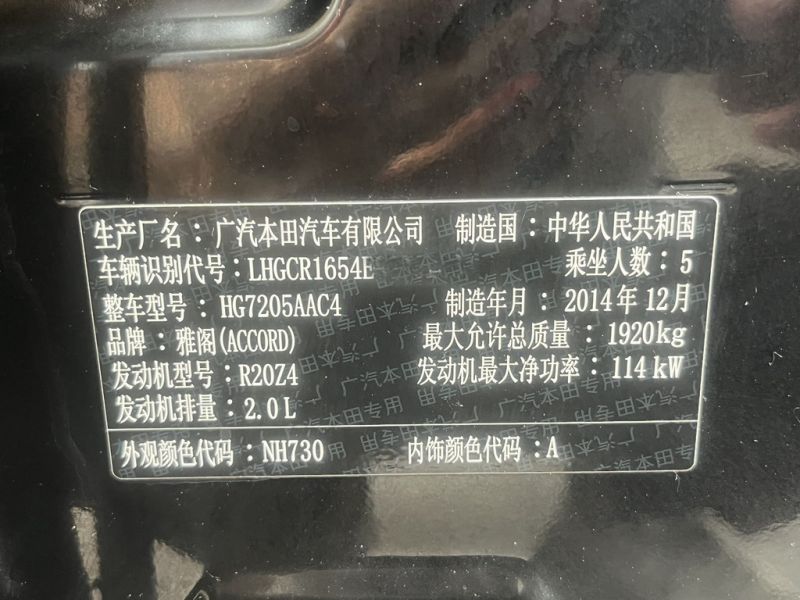 生产厂名：广汽本田汽车有限公司 制造国：中华人民共和国
车辆识别代号：LHGCR1654E 乘坐人数：5
整车型号：HG7205AAC4 制造年月：2014年12月
品牌：雅阁(ACCORD) 最大允许总质量：1920kg
发动机型号：R20Z4 发动机最大净功率：114kW
发动机排量：2.0L
外观颜色代码：NH730 内饰颜色代码：A